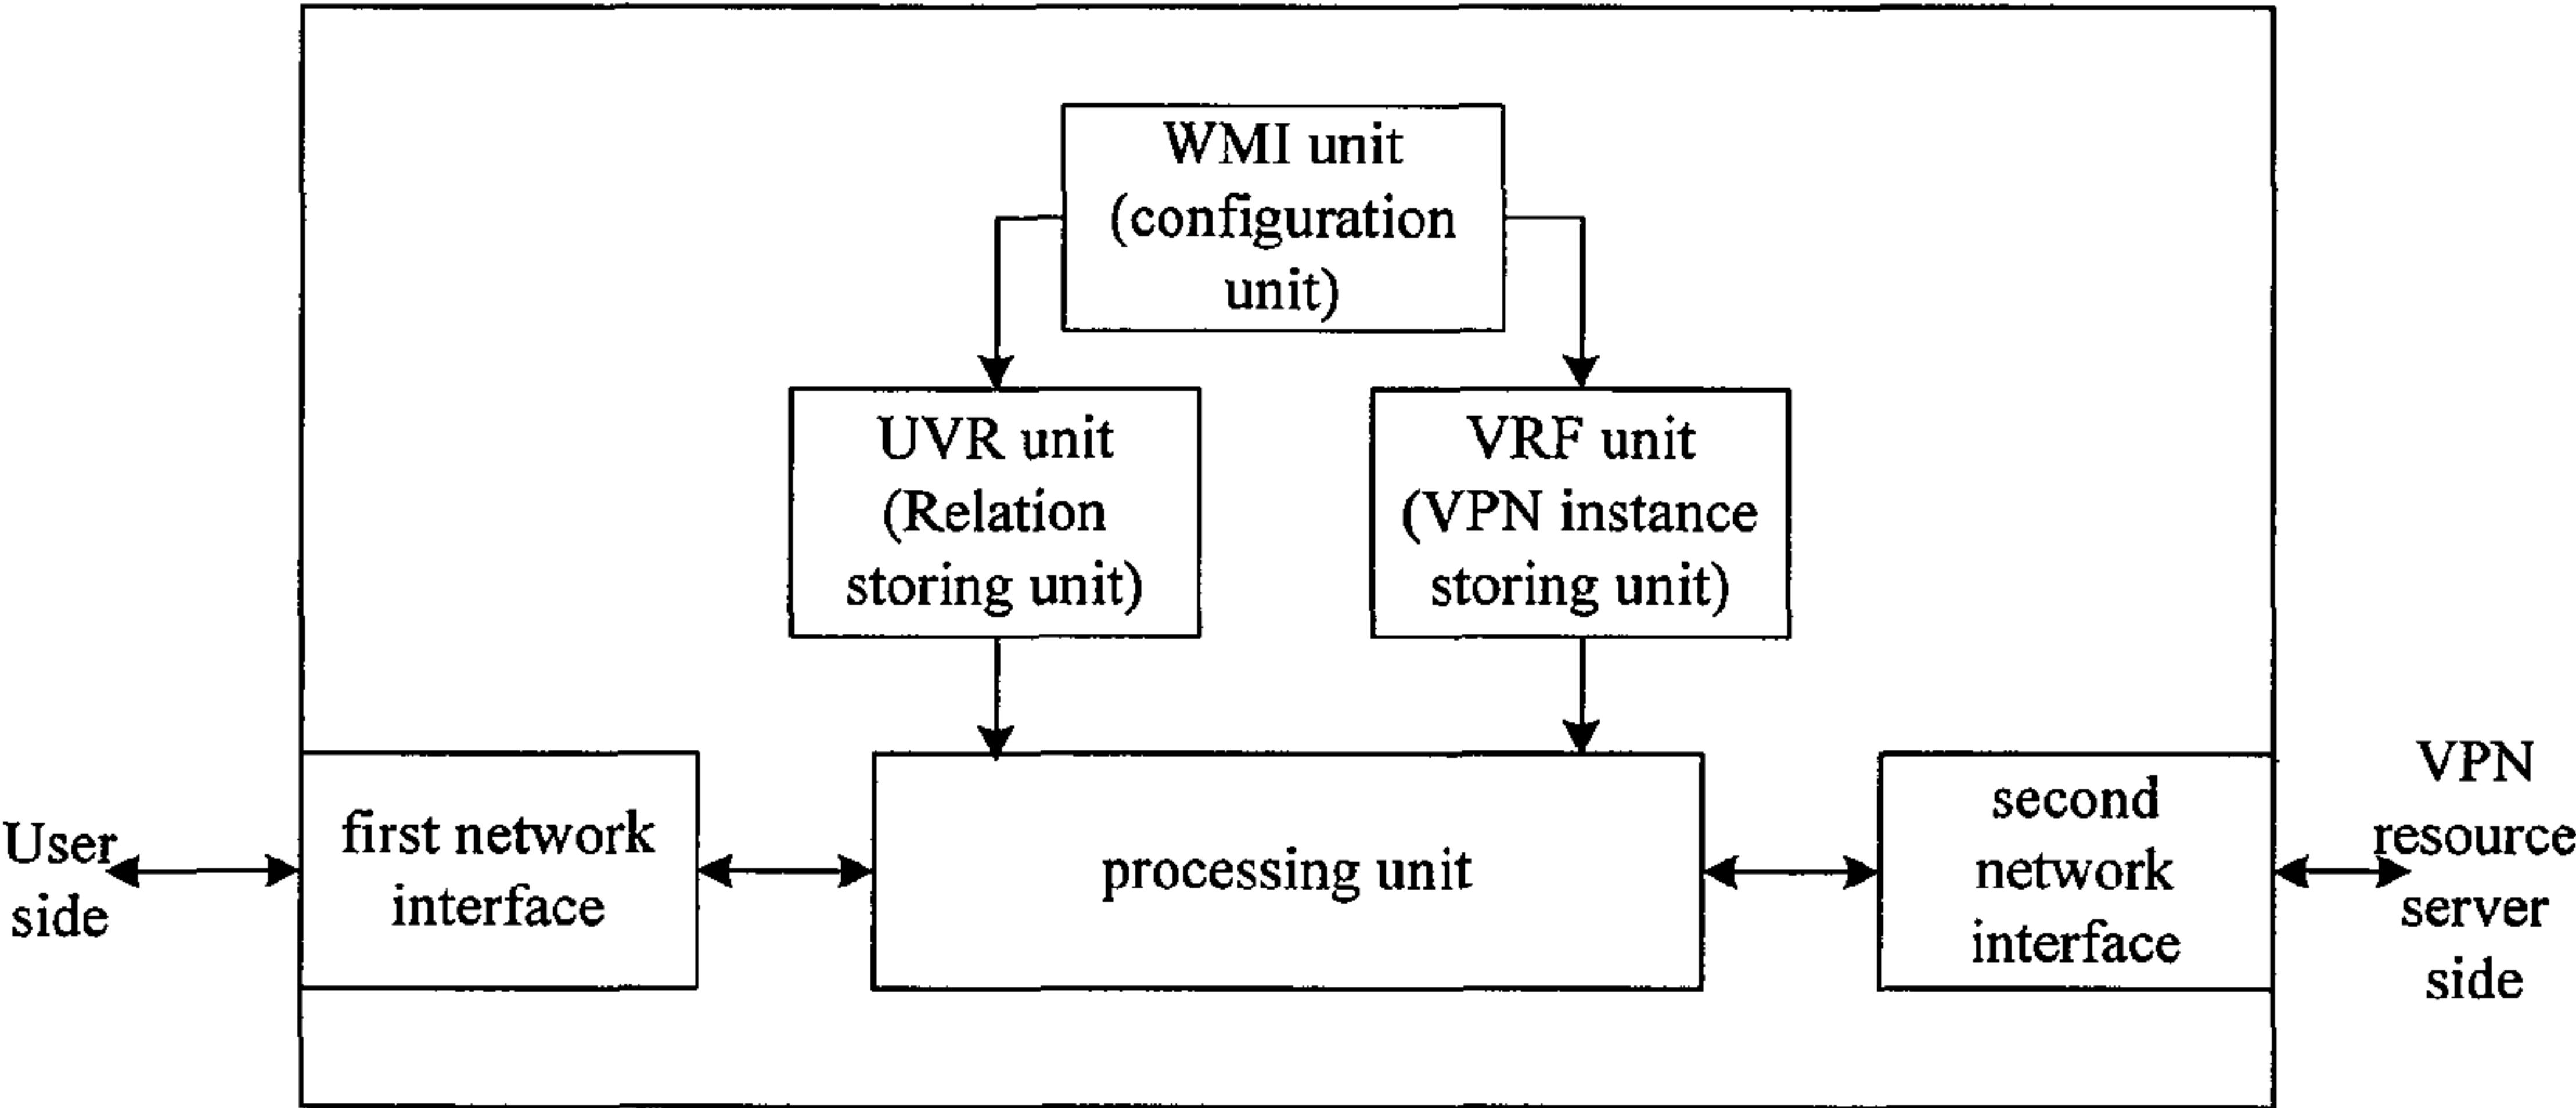 WMI unit
(configuration
unit)
UVR unit
(Relation
storing unit)
VRF unit
(VPN instance
storing unit)
User
side
first network
interface
processing unit
second
network
interface
VPN
resource
server
side